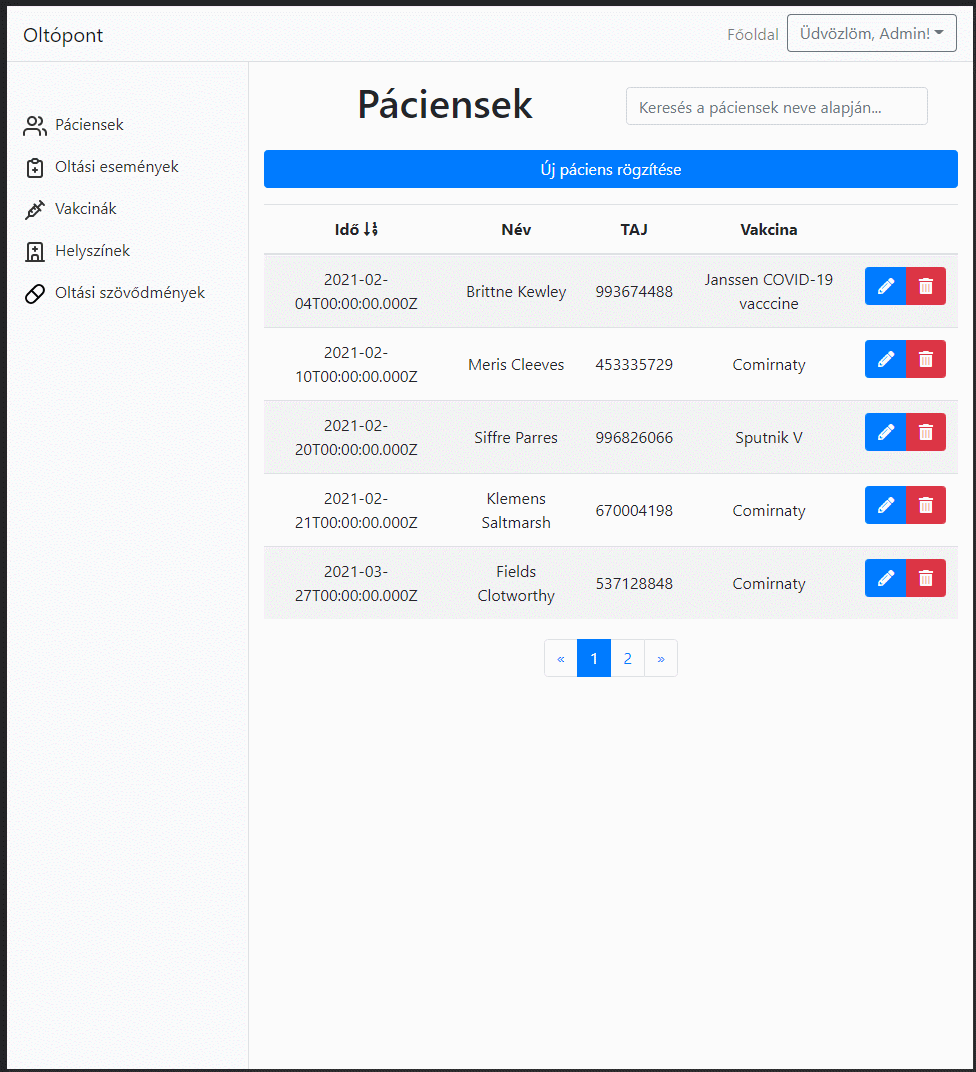 Oltópont
Főoldal
Üdvözlöm, Admin!
Páciensek
Oltási események
Vakcinák
Helyszínek
Oltási szövődmények
Páciensek
Keresés a páciensek neve alapján...
Új páciens rögzítése
Idő Név TAJ Vakcina
2021-02-
04T00:00:00.000Z
Brittne Kewley
993674488
Janssen COVID-19
vacccine
2021-02-
10T00:00:00.000Z
Meris Cleeves
453335729
Comirnaty
2021-02-
20T00:00:00.000Z
Siffre Parres
996826066
Sputnik V
2021-02-
21T00:00:00.000Z
Klemens
Saltmarsh
670004198
Comirnaty
2021-03-
27T00:00:00.000Z
Fields
Clotworthy
537128848
Comirnaty
« 1 2 »